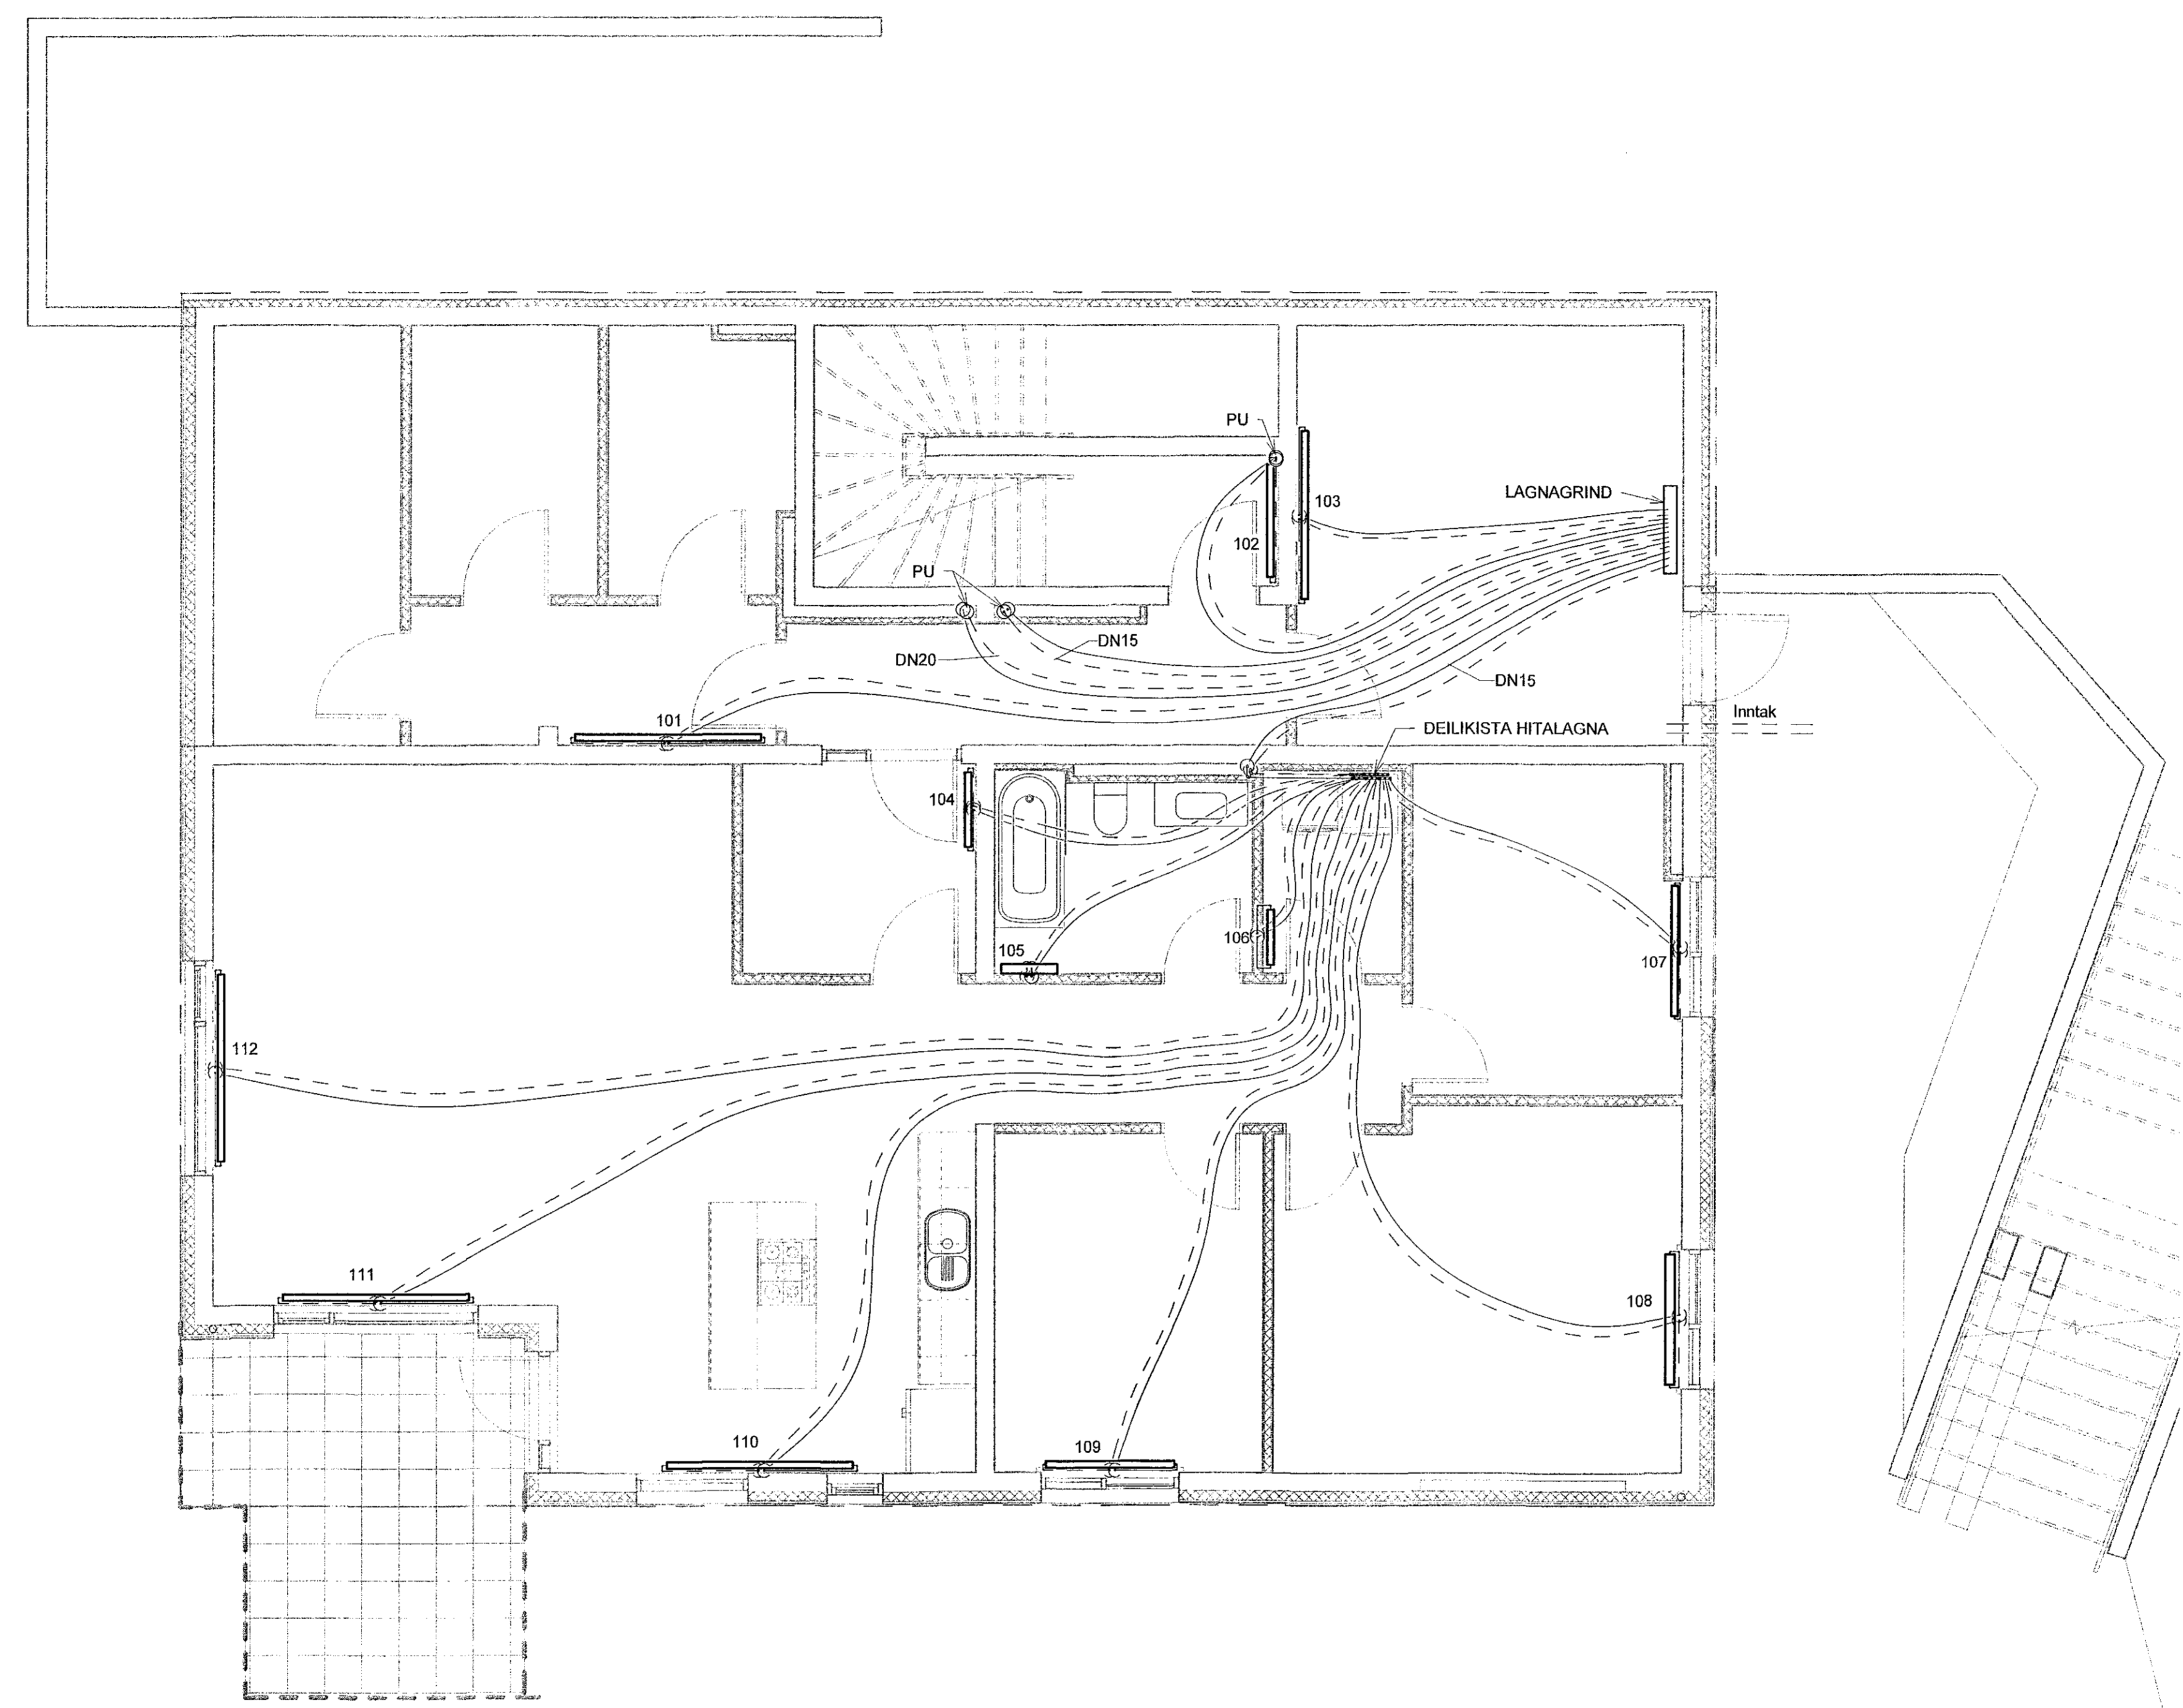 PU
LAGNAGRIND
103
102
PU
DN15
DN20
DN15
101
Inntak
DEILIKISTA HITALAGNA
104
106
105
107
112
111
108
110
109